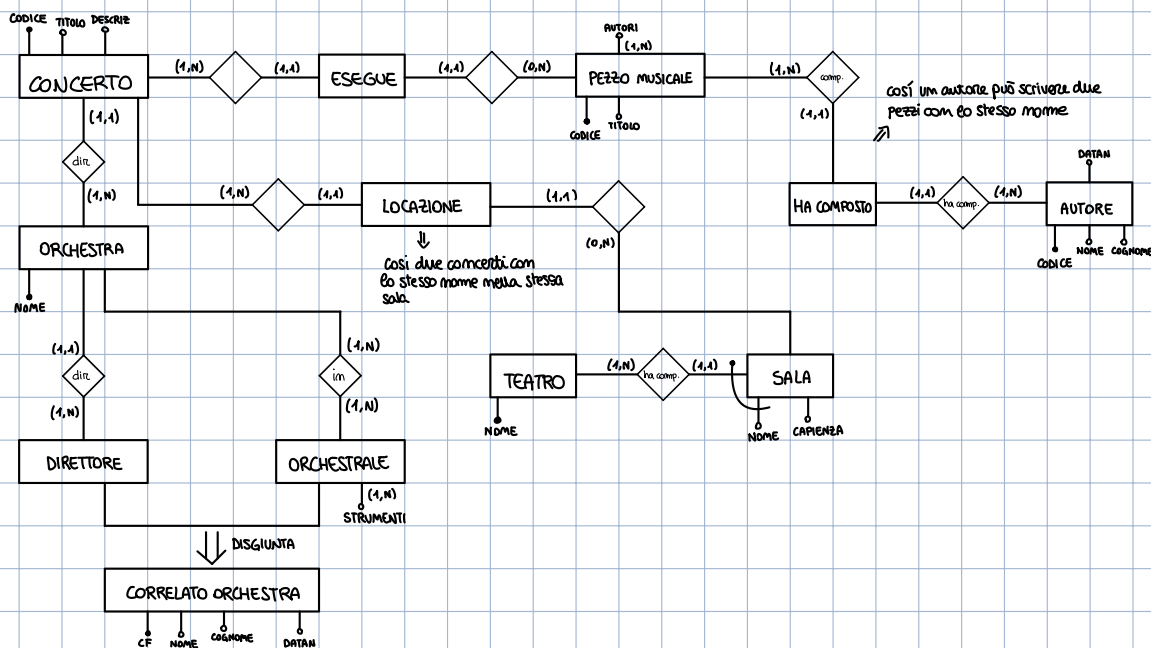 CODICE TITOLO DESCRIZ
CONCERTO
(1,N)
(1,1)
ESEGUE
(1,1)
(0,N)
AUTORI
(1,N)
PEZZO MUSICALE
CODICE
TITOLO
(1,N)
comp.
(1,1)
così un autore può scrivere due
pezzi con lo stesso nome
(1,1)
dir
(1,N)
(1,N)
(1,1)
LOCAZIONE
(1,1)
(0,N)
così due concerti con
lo stesso nome nella stessa
sala
HA COMPOSTO
(1,1)
ha comp.
(1,N)
DATAN
AUTORE
CODICE
NOME
COGNOME
ORCHESTRA
NOME
(1,1)
dir
(1,N)
(1,N)
in
(1,N)
TEATRO
NOME
(1,N)
ha comp.
(1,1)
SALA
NOME
CAPIENZA
DIRETTORE
ORCHESTRALE
(1,N)
STRUMENTI
DISGIUNTA
CORRELATO ORCHESTRA
CF
NOME
COGNOME
DATAN